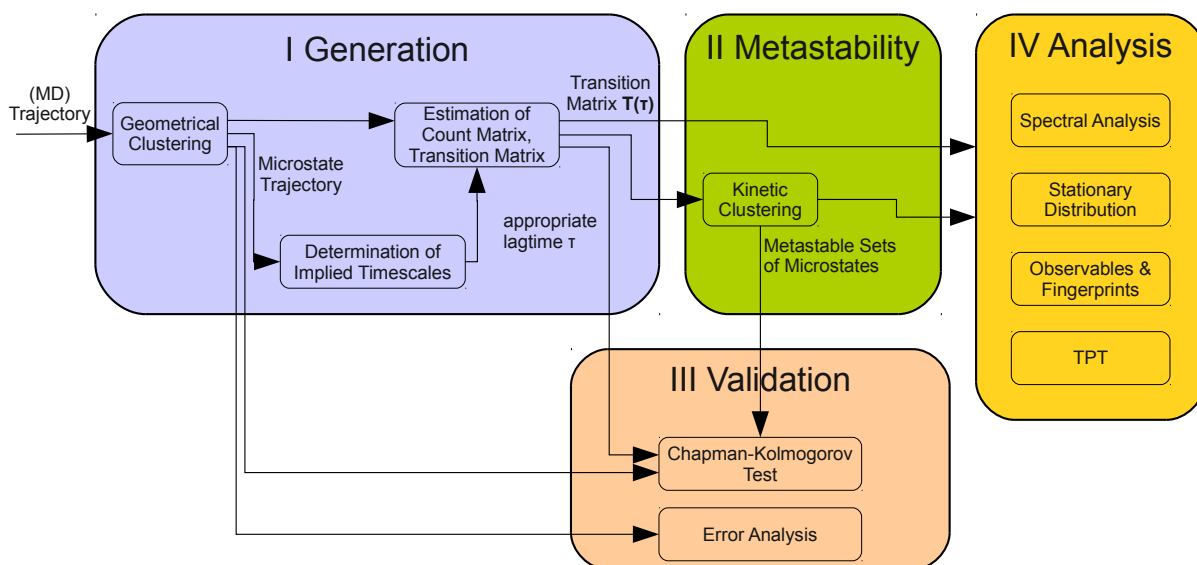 I Generation
(MD)
Trajectory
Geometrical
Clustering
Microstate
Trajectory
Estimation of
Count Matrix,
Transition Matrix
Determination of
Implied Timescales
appropriate
lagtime τ
Transition
Matrix T(τ)
II Metastability
Kinetic
Clustering
Metastable Sets
of Microstates
III Validation
Chapman-Kolmogorov
Test
Error Analysis
IV Analysis
Spectral Analysis
Stationary
Distribution
Observables &
Fingerprints
TPT